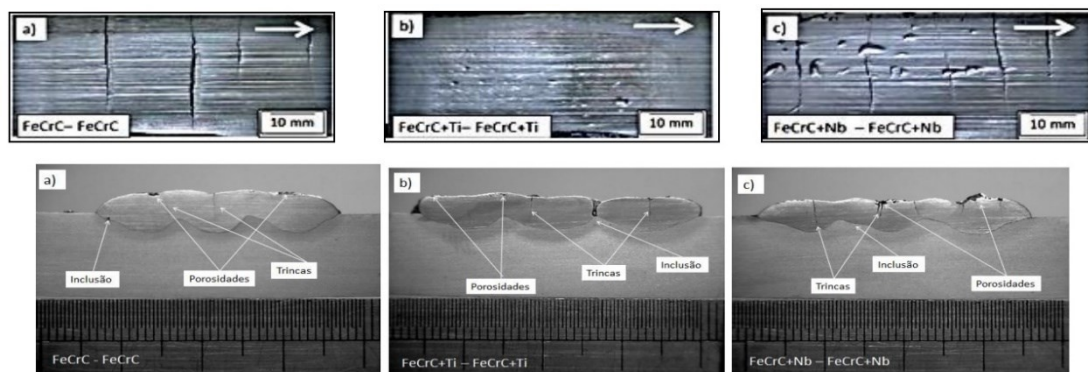 a)
FeCrC– FeCrC
10 mm
b)
FeCrC+Ti– FeCrC+Ti
10 mm
c)
FeCrC+Nb – FeCrC+Nb
10 mm
a)
Inclusão
Porosidades
Trincas
FeCrC - FeCrC
b)
Porosidades
Trincas
Inclusão
FeCrC+Ti – FeCrC+Ti
c)
Trincas
Inclusão
Porosidades
FeCrC+Nb – FeCrC+Nb